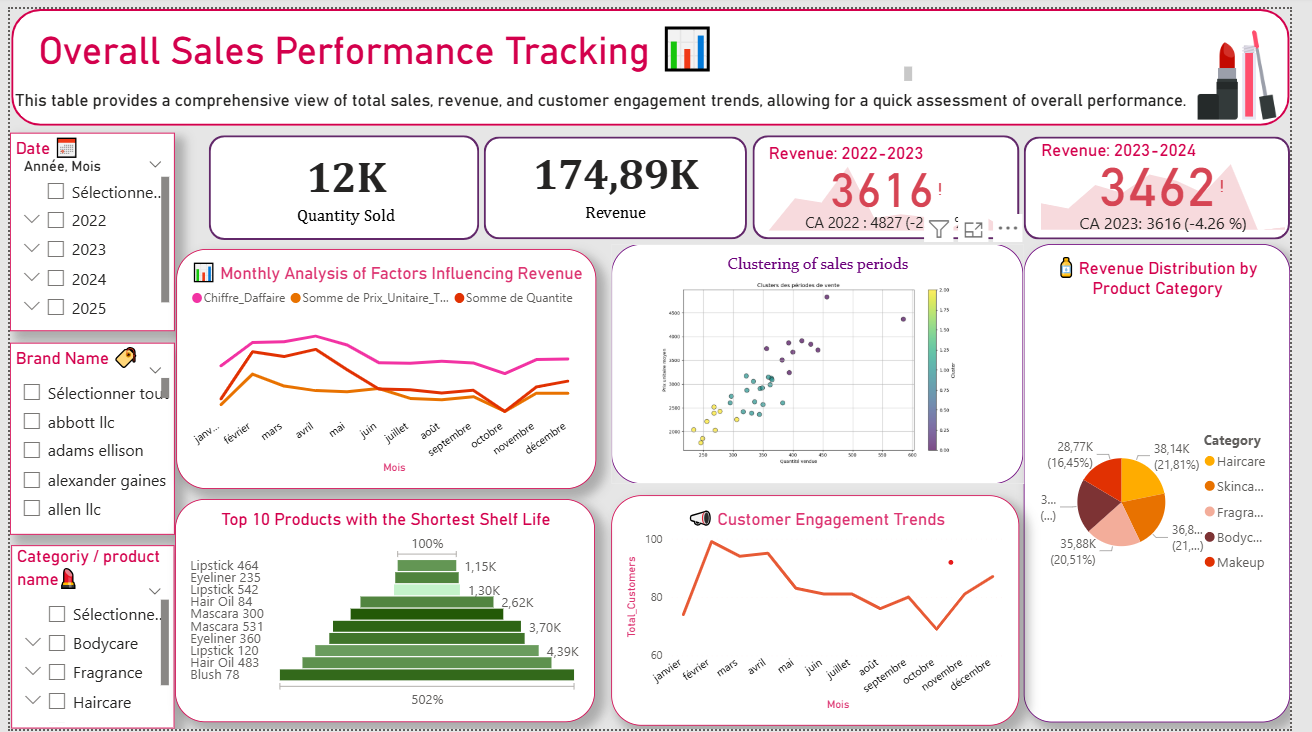 Overall Sales Performance Tracking
This table provides a comprehensive view of total sales, revenue, and customer engagement trends, allowing for a quick assessment of overall performance.
Date
Année, Mois
Sélectionne..
2022
2023
2024
2025
Brand Name
Sélectionner tout
abbott llc
adams ellison
alexander gaines
allen llc
Categoriy / product
name
Sélectionne..
Bodycare
Fragrance
Haircare
12K
Quantity Sold
174,89K
Revenue
Revenue: 2022-2023
3616!
CA 2022 : 4827 (-2
Revenue: 2023-2024
3462!
CA 2023: 3616 (-4.26 %)
Monthly Analysis of Factors Influencing Revenue
Chiffre_Daffaire
Somme de Prix_Unitaire_T...
Somme de Quantite
janv...
février
mars
avril
mai
juin
juillet
août
septembre
octobre
novembre
décembre
Mois
Clustering of sales periods
Clusters des périodes de vente
4500
4000
3500
3000
2500
2000
Prix unitaire moyen
250
300
350
400
450
500
550
600
Quantité vendue
2.00
1.75
1.50
1.25
1.00
0.75
0.50
0.25
0.00
Cluster
Revenue Distribution by
Product Category
28,77K
(16,45%)
38,14K
(21,81%)
3...
(...)
36,8...
(21,...)
35,88K
(20,51%)
Category
Haircare
Skinca...
Fragra...
Bodyc...
Makeup
Top 10 Products with the Shortest Shelf Life
100%
Lipstick 464
1,15K
Eyeliner 235
Lipstick 542
1,30K
Hair Oil 84
2,62K
Mascara 300
Mascara 531
3,70K
Eyeliner 360
Lipstick 120
4,39K
Hair Oil 483
Blush 78
502%
Customer Engagement Trends
100
80
60
Total_Customers
janvier
février
mars
avril
mai
juin
juillet
août
septembre
octobre
novembre
décembre
Mois